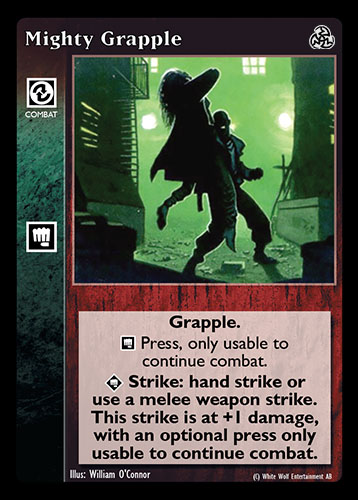 Mighty Grapple
COMBAT
Grapple.
Press, only usable to
continue combat.
Strike: hand strike or
use a melee weapon strike.
This strike is at +1 damage,
with an optional press only
usable to continue combat.
Illus: William O'Connor
(C) White Wolf Entertainment AB